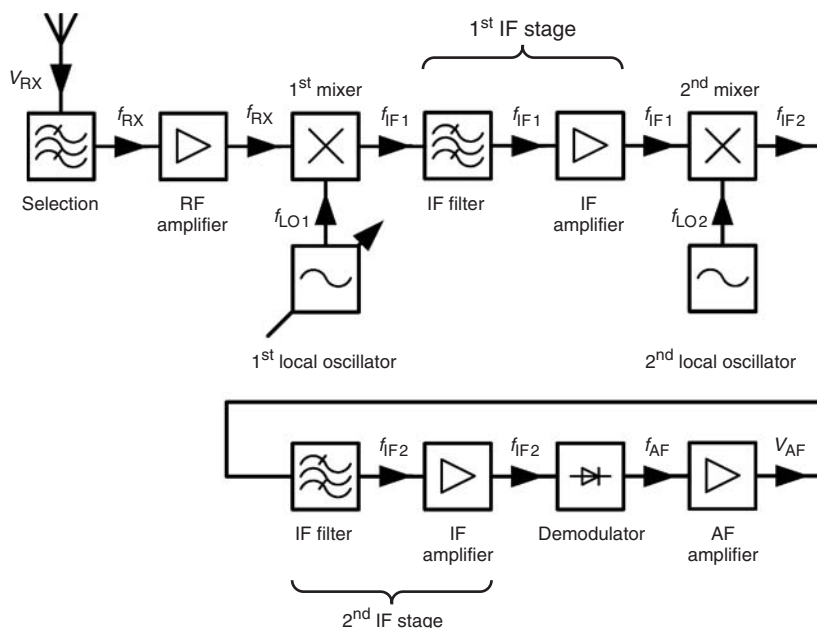 1st IF stage
VRX
1st mixer
2nd mixer
fRX
fRX
fIF1
fIF1
fIF1
fIF2
Selection
RF
amplifier
fLO1
IF filter
IF
amplifier
fLO2
1st local oscillator
2nd local oscillator
fIF2
fIF2
fAF
VAF
IF filter
IF
amplifier
Demodulator
AF
amplifier
2nd IF stage